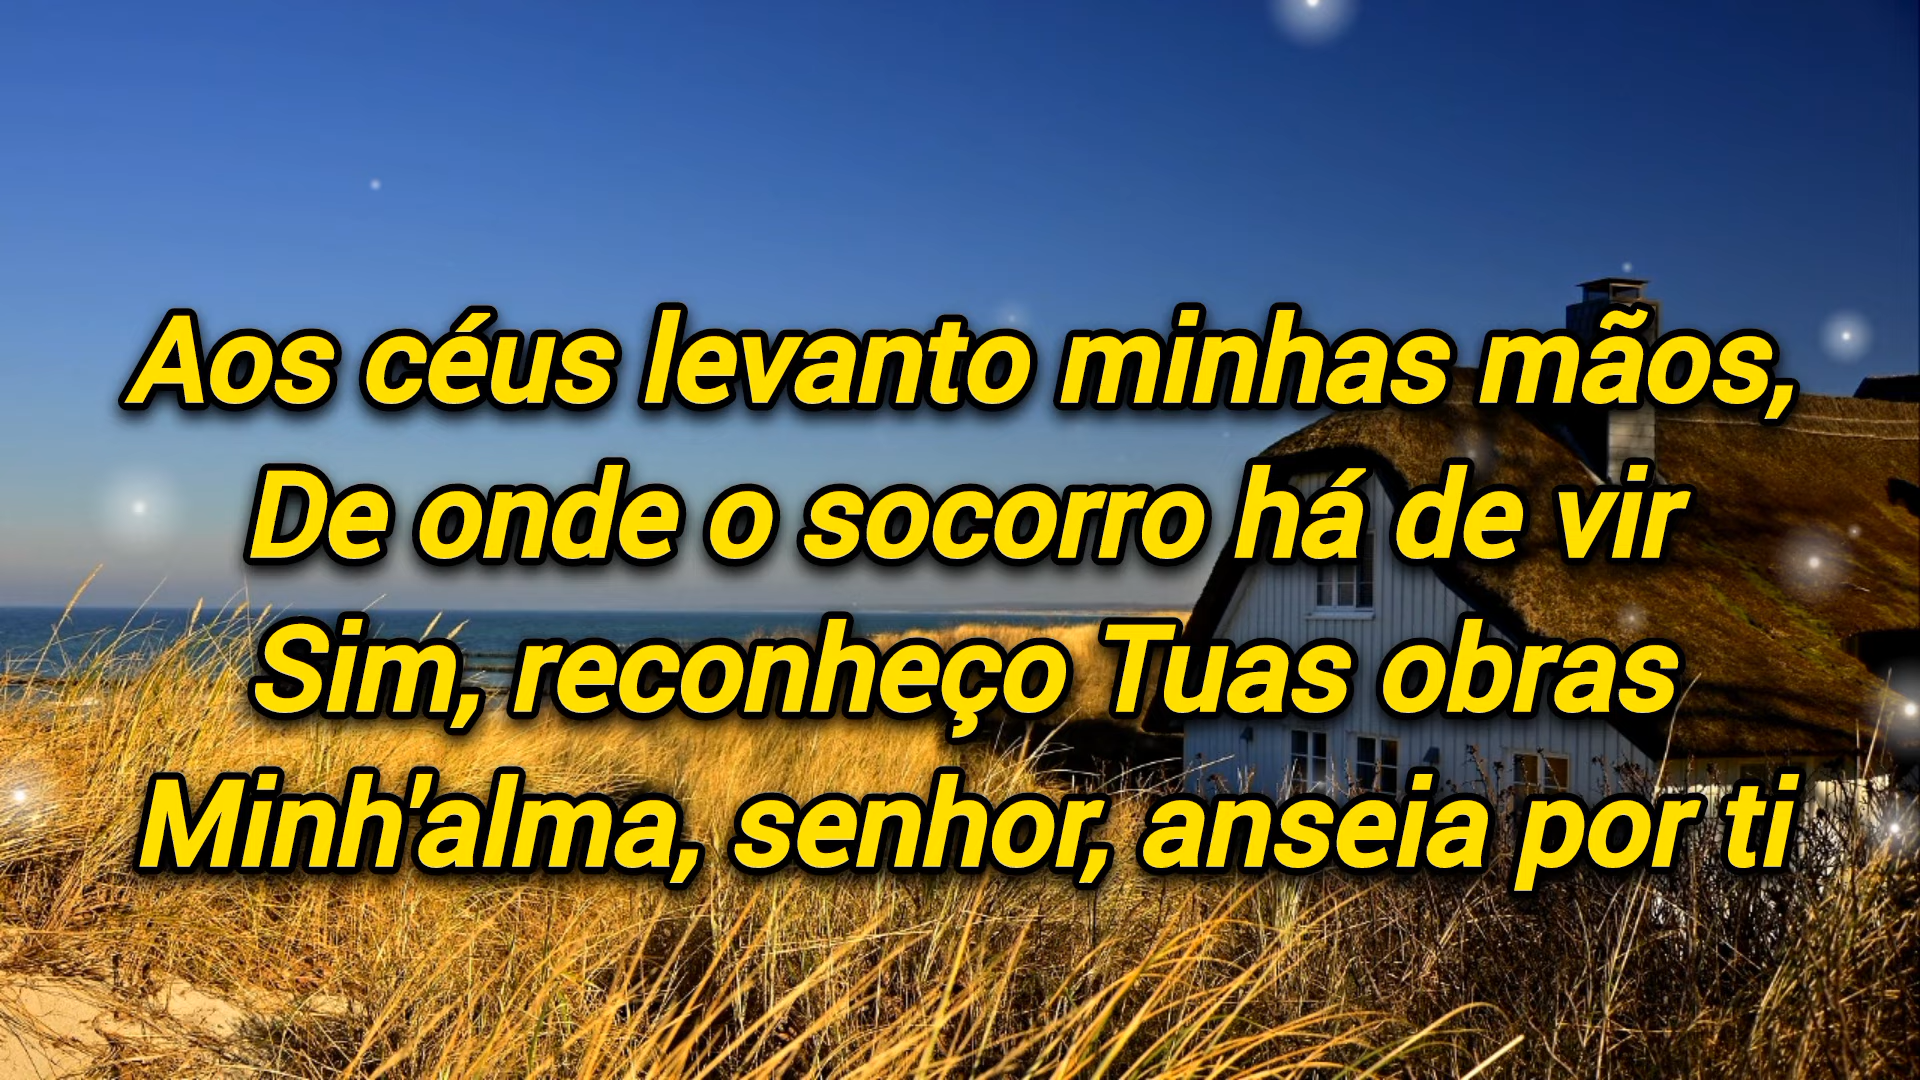 Aos céus levanto minhas mãos,
De onde o socorro há de vir
Sim, reconheço Tuas obras
Minh'alma, senhor, anseia por ti